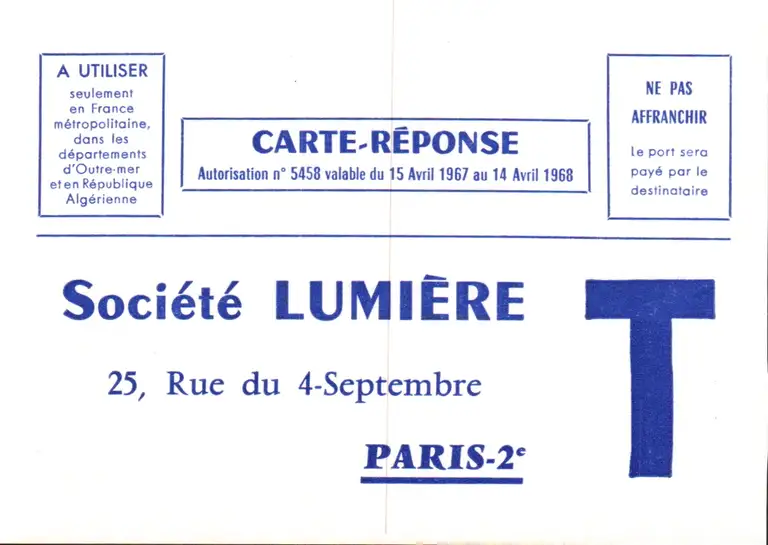 A UTILISER
seulement
en France
métropolitaine,
dans les
départements
d'Outre-mer
et en République
Algérienne
CARTE-RÉPONSE
Autorisation n° 5458 valable du 15 Avril 1967 au 14 Avril 1968
NE PAS
AFFRANCHIR
Le port sera
payé par le
destinataire
Société LUMIÈRE
25, Rue du 4-Septembre
PARIS-2e
T